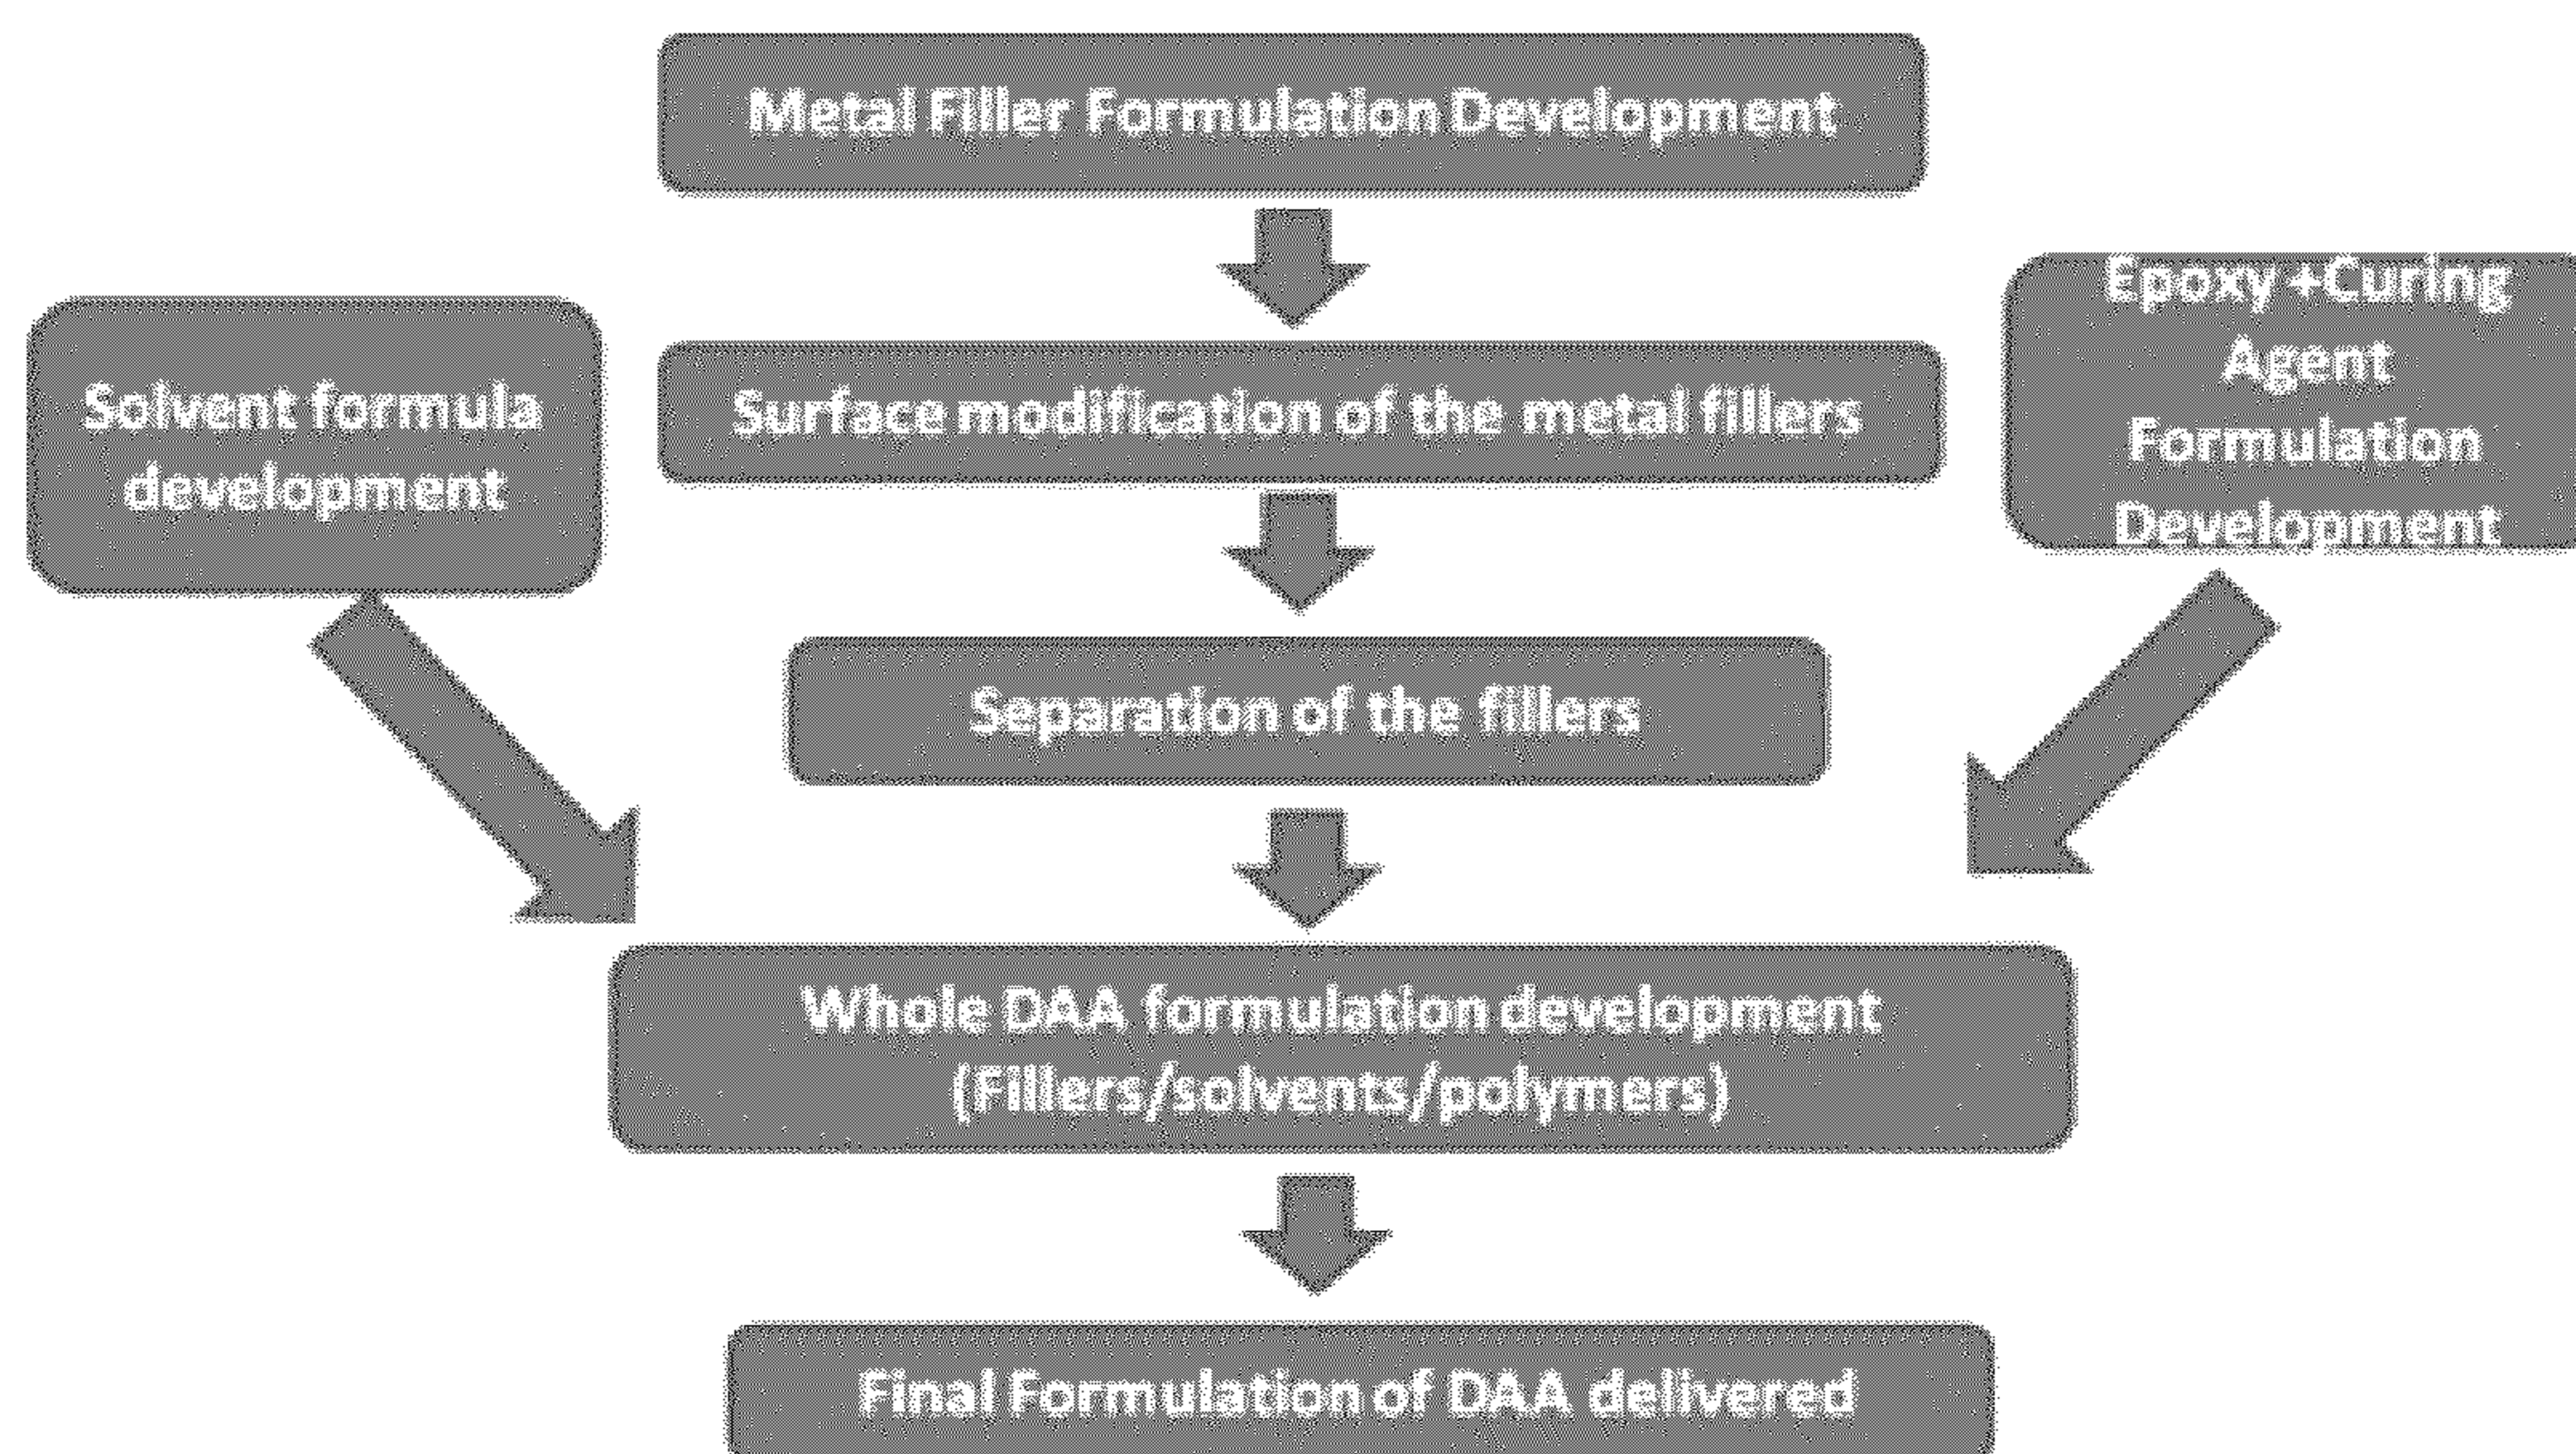 Metal Filler Formulation Development
Solvent formula
development
Surface modification of the metal fillers
Epoxy +Curing
Agent
Formulation
Development
Separation of the fillers
Whole DAA formulation development
(Fillers/solvents/polymers)
Final Formulation of DAA delivered